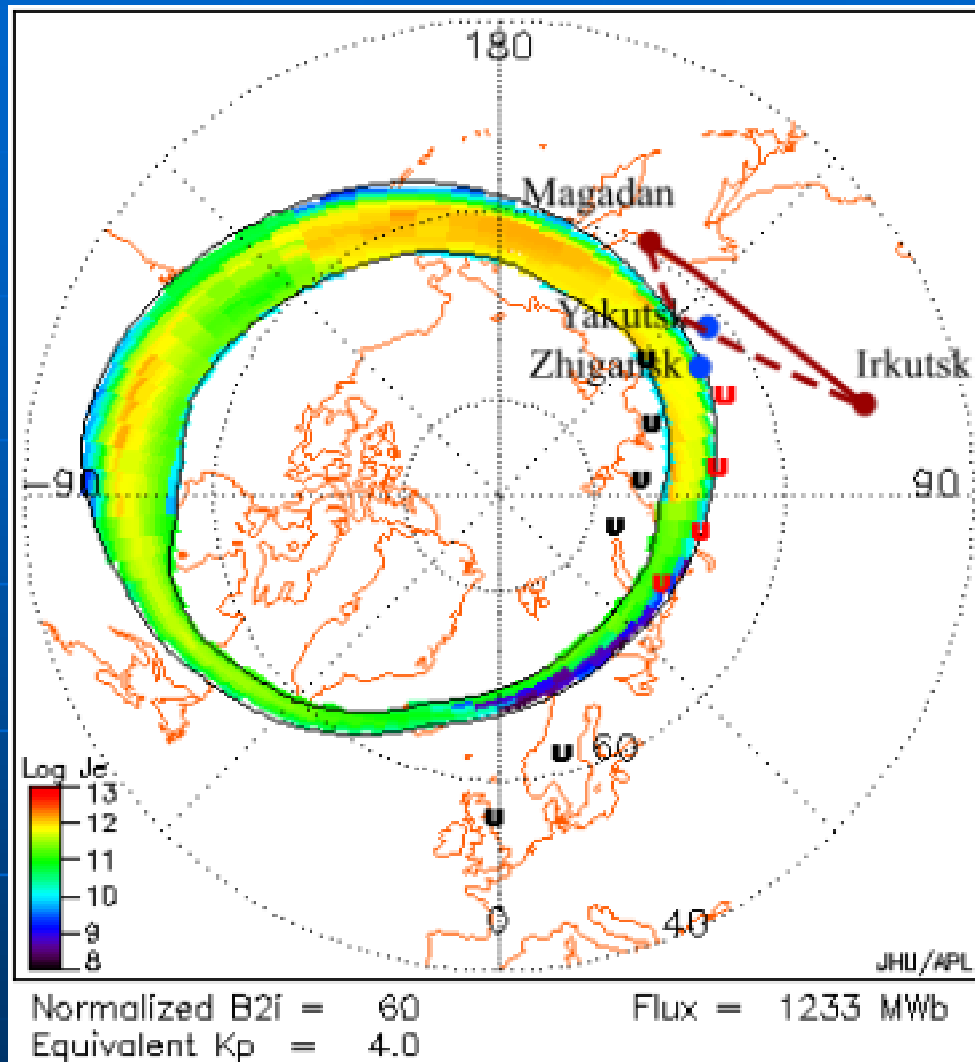 180
Magadan
Yakutsk
Zhigansk
Irkutsk
U
U
U
U
U
-90
90
U
U
U
U
60
U
U
0
40
Log Je
13
12
11
10
9
8
JHU/APL
Normalized B2i = 60 Flux = 1233 MWb
Equivalent Kp = 4.0